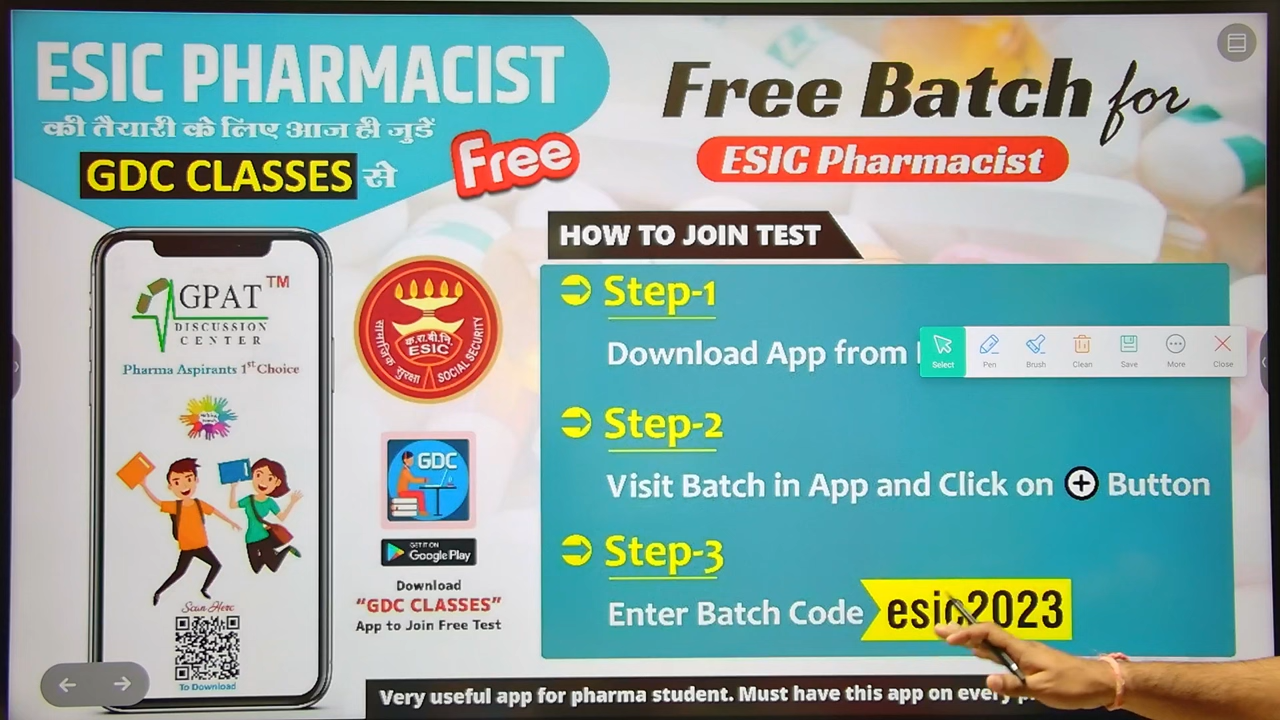 ESIC PHARMACIST
की तैयारी के लिए आज ही जुडें
GDC CLASSES से
Free
Free Batch for
ESIC Pharmacist
HOW TO JOIN TEST
GPAT TM
DISCUSSION
CENTER
Pharma Aspirants 1st Choice
Scan Here
To Download
सामाजिक सुरक्षा
क.रा.बी.नि.
ESIC
SOCIAL SECURITY
GDC
GET IT ON
Google Play
Download
"GDC CLASSES"
App to Join Free Test
Step-1
Download App from
Select Pen Brush Clean Save More Close
Step-2
Visit Batch in App and Click on + Button
Step-3
Enter Batch Code esic2023
Very useful app for pharma student. Must have this app on every